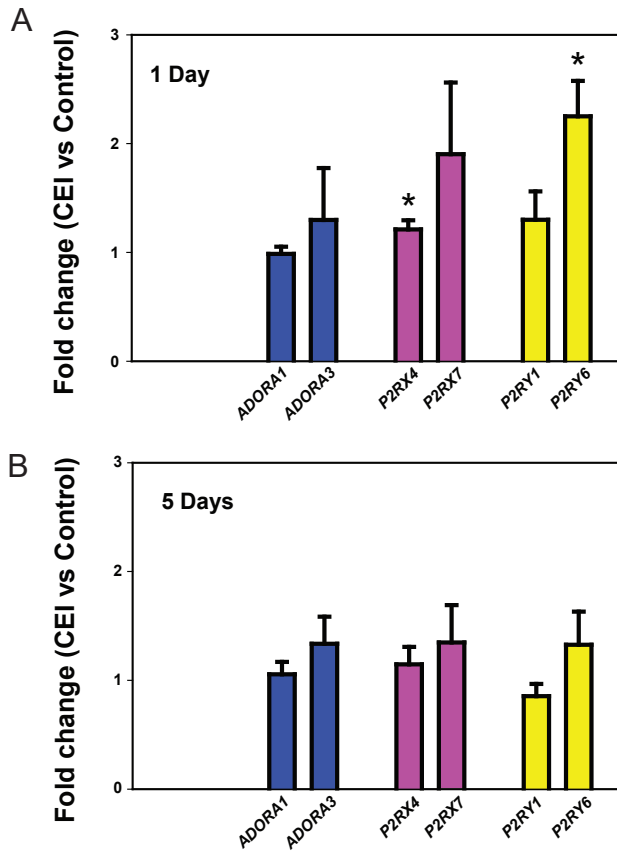 A
Fold change (CEI vs Control)
3
2
1
0
1 Day
*
*
ADORA1
ADORA3
P2RX4
P2RX7
P2RY1
P2RY6
B
Fold change (CEI vs Control)
3
2
1
0
5 Days
ADORA1
ADORA3
P2RX4
P2RX7
P2RY1
P2RY6